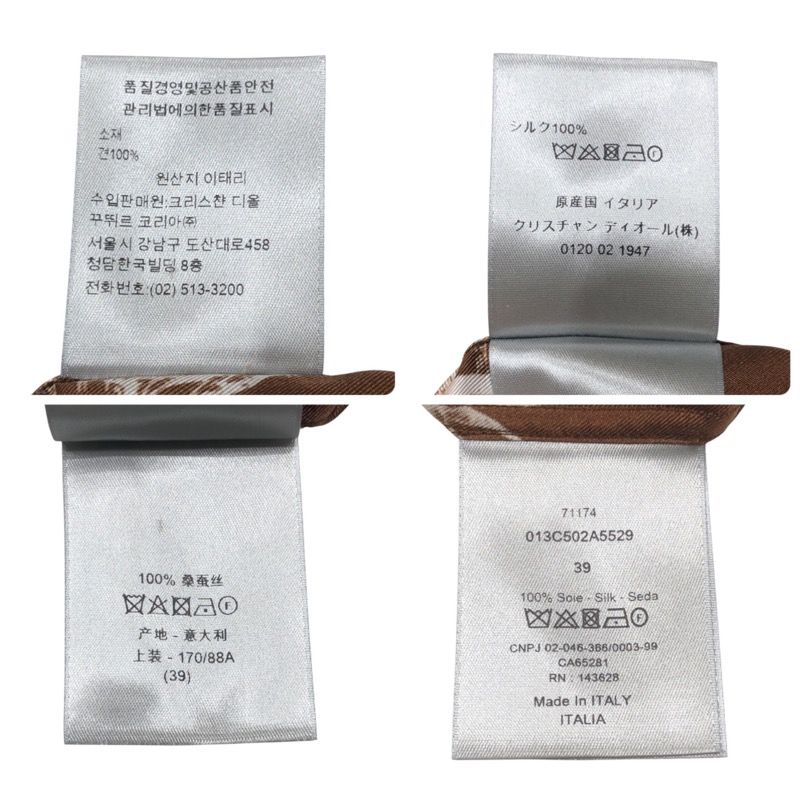 품질경영및공산품안전
관리법에의한품질표시
소재
견100%
원산지 이태리
수입판매원:크리스챤 디올
꾸뛰르 코리아㈜
서울시 강남구 도산대로458
청담한국빌딩 8층
전화번호:(02) 513-3200
シルク100%
原産国 イタリア
クリスチャン ディオール(株)
0120 02 1947
100% 桑蚕丝
产地 - 意大利
上装 - 170/88A
(39)
71174
013C502A5529
39
100% Soie - Silk - Seda
CNPJ 02-046-366/0003-99
CA65281
RN : 143628
Made In ITALY
ITALIA